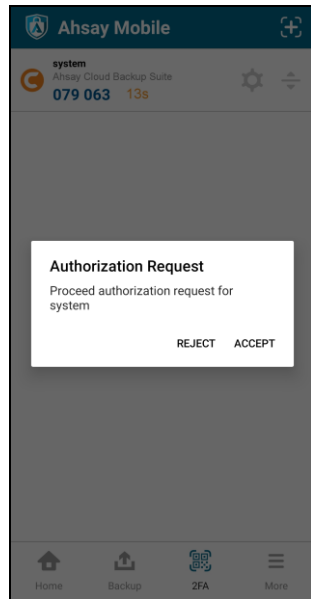 Ahsay Mobile
system
Ahsay Cloud Backup Suite
079 063 13s
Authorization Request
Proceed authorization request for
system
REJECT ACCEPT
Home Backup 2FA More